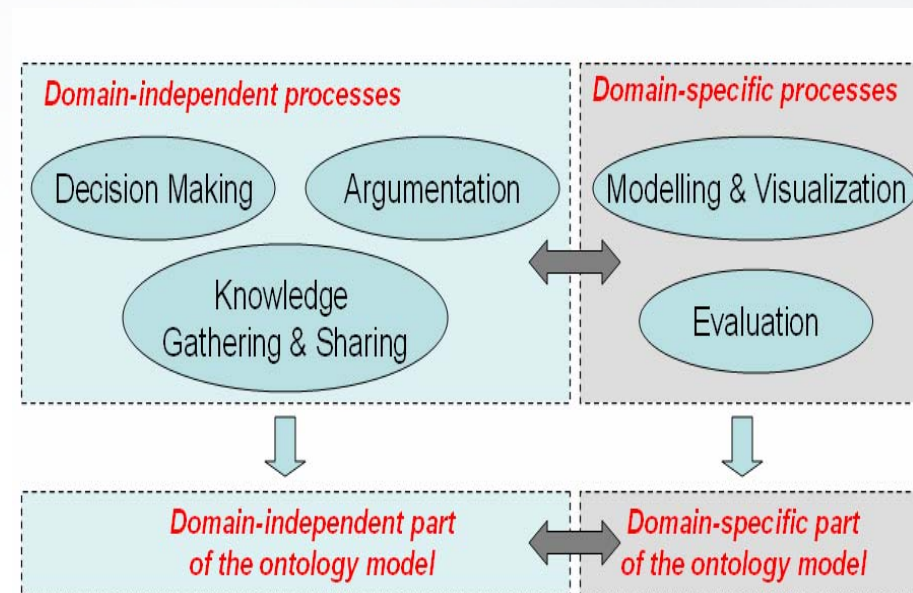 Domain-independent processes
Decision Making
Argumentation
Knowledge
Gathering & Sharing
Domain-specific processes
Modelling & Visualization
Evaluation
Domain-independent part
of the ontology model
Domain-specific part
of the ontology model